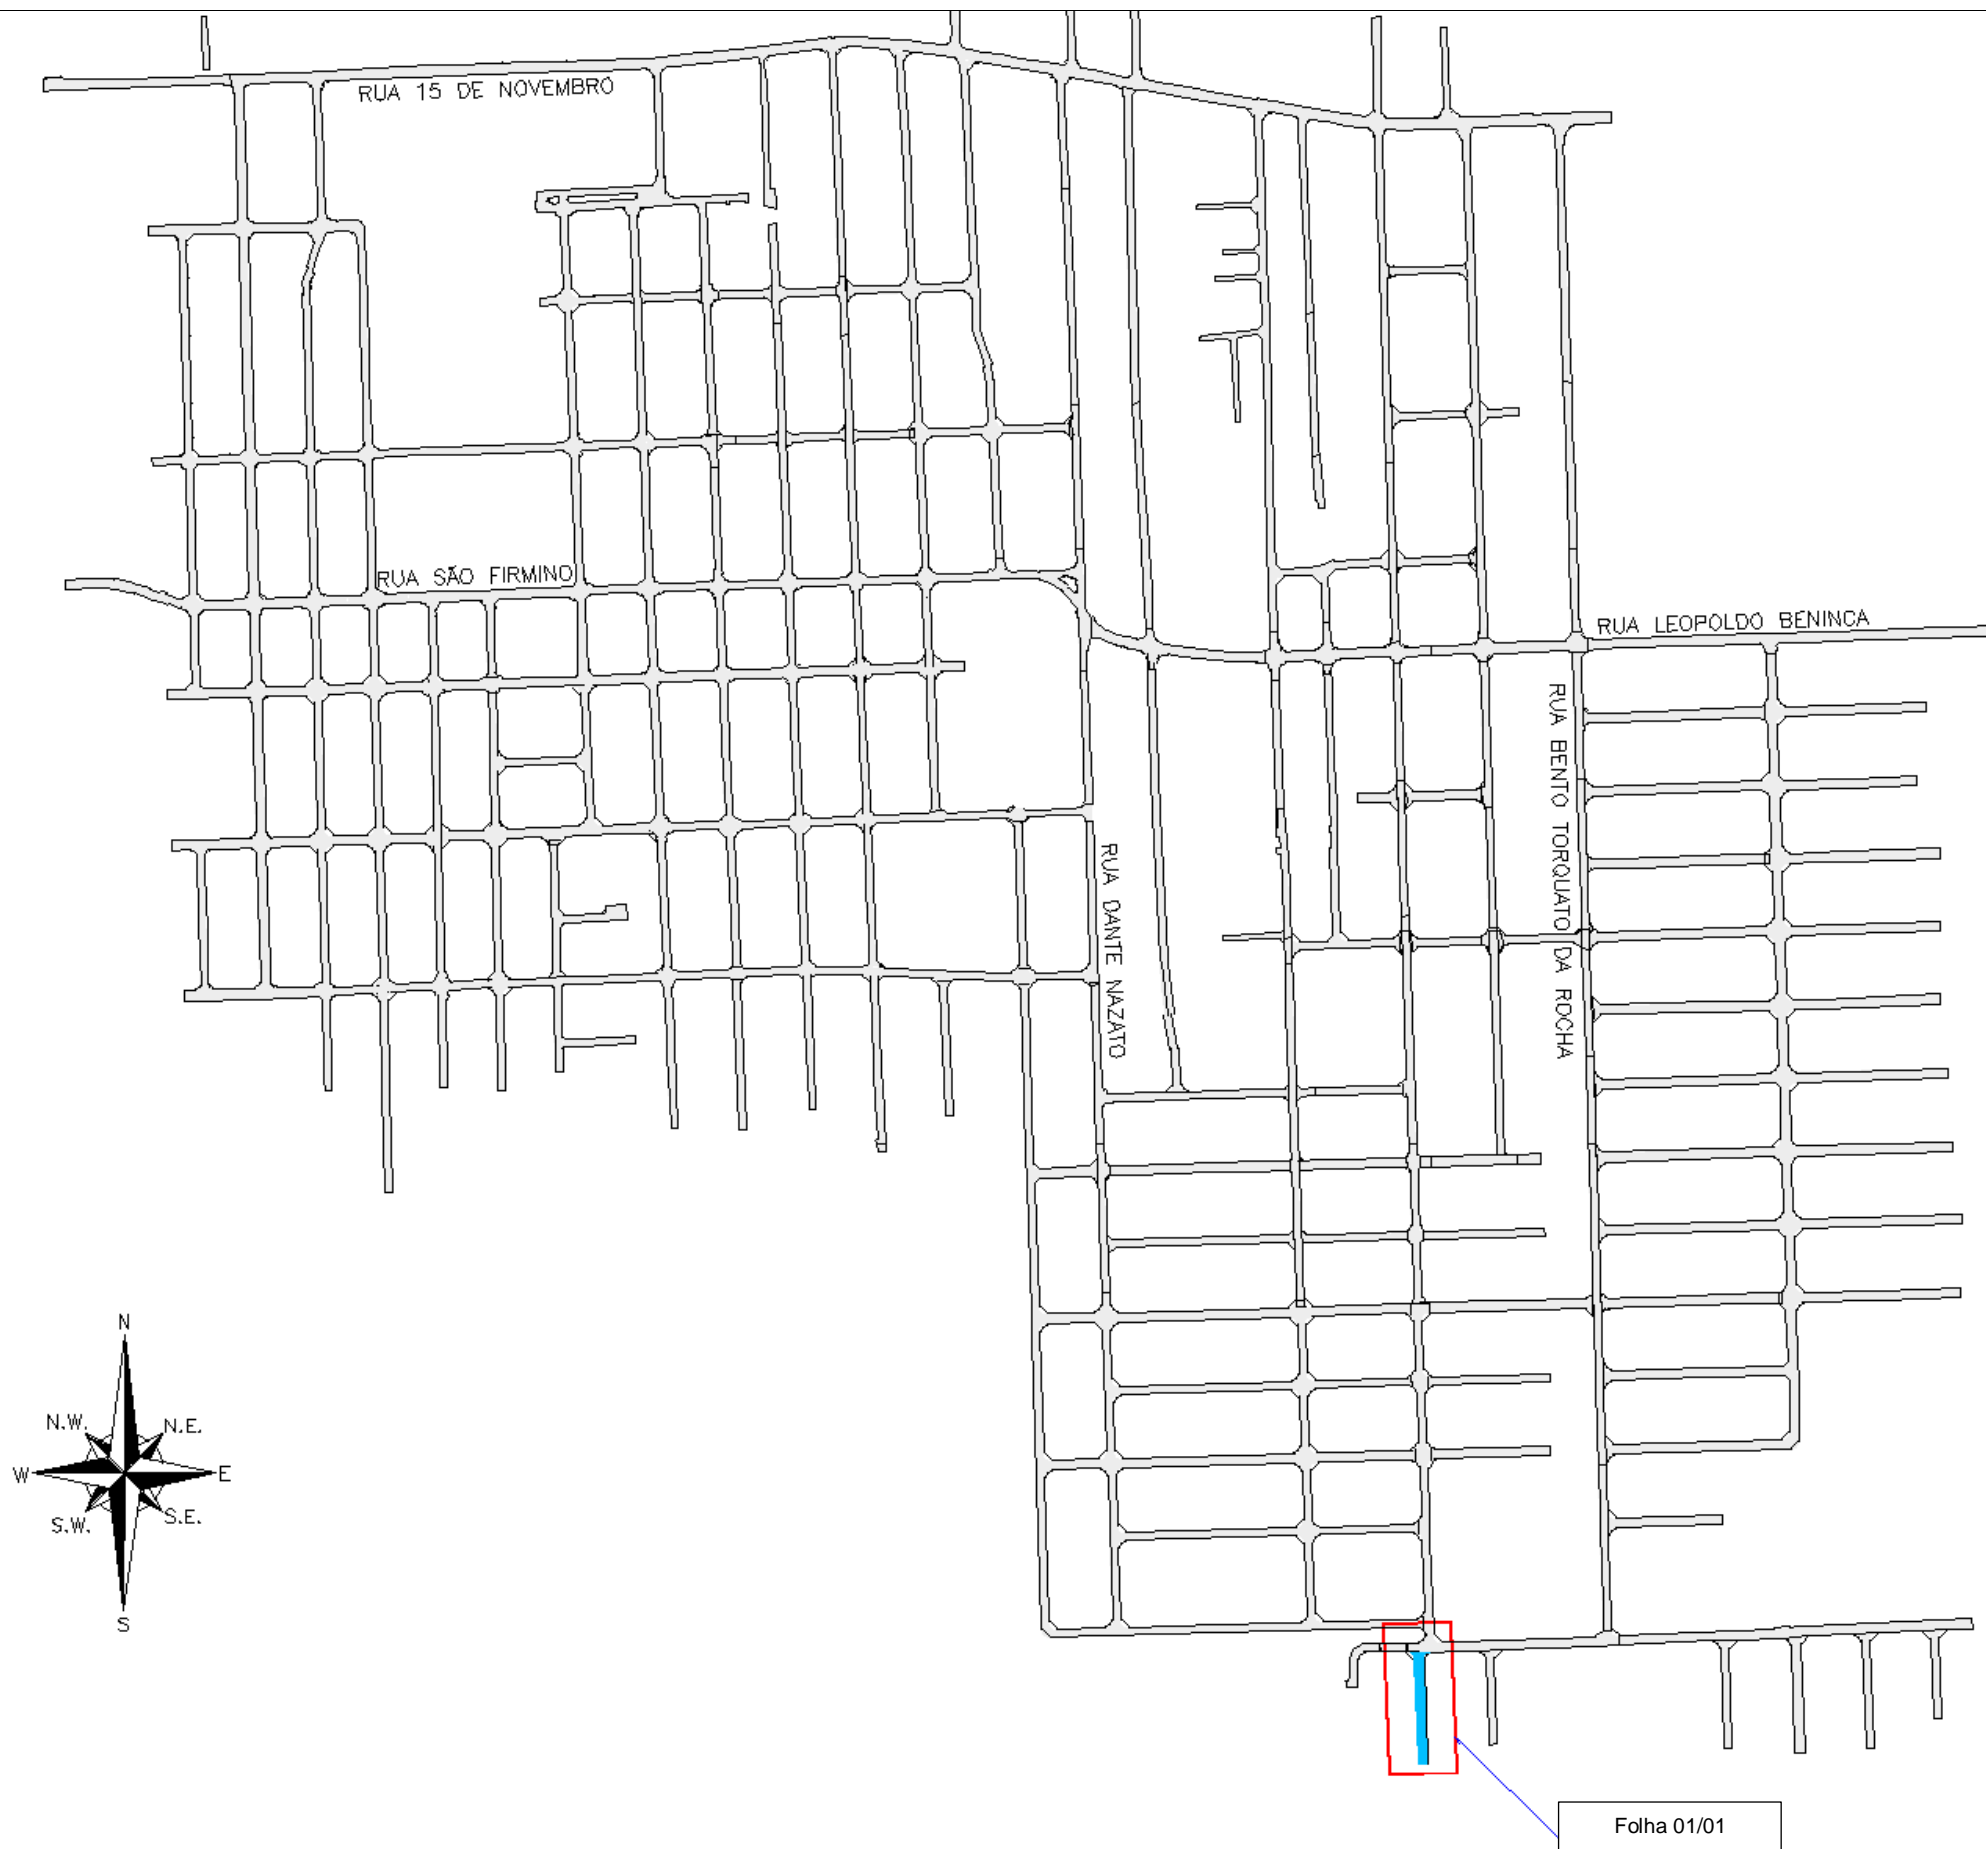 RUA 15 DE NOVEMBRO
RUA SÃO FIRMINO
RUA LEOPOLDO BENINCA
RUA BENTO TORQUATO DA ROCHA
RUA DANTE NAZATO
N
N.W.
N.E.
W
E
S.W.
S.E.
S
Folha 01/01